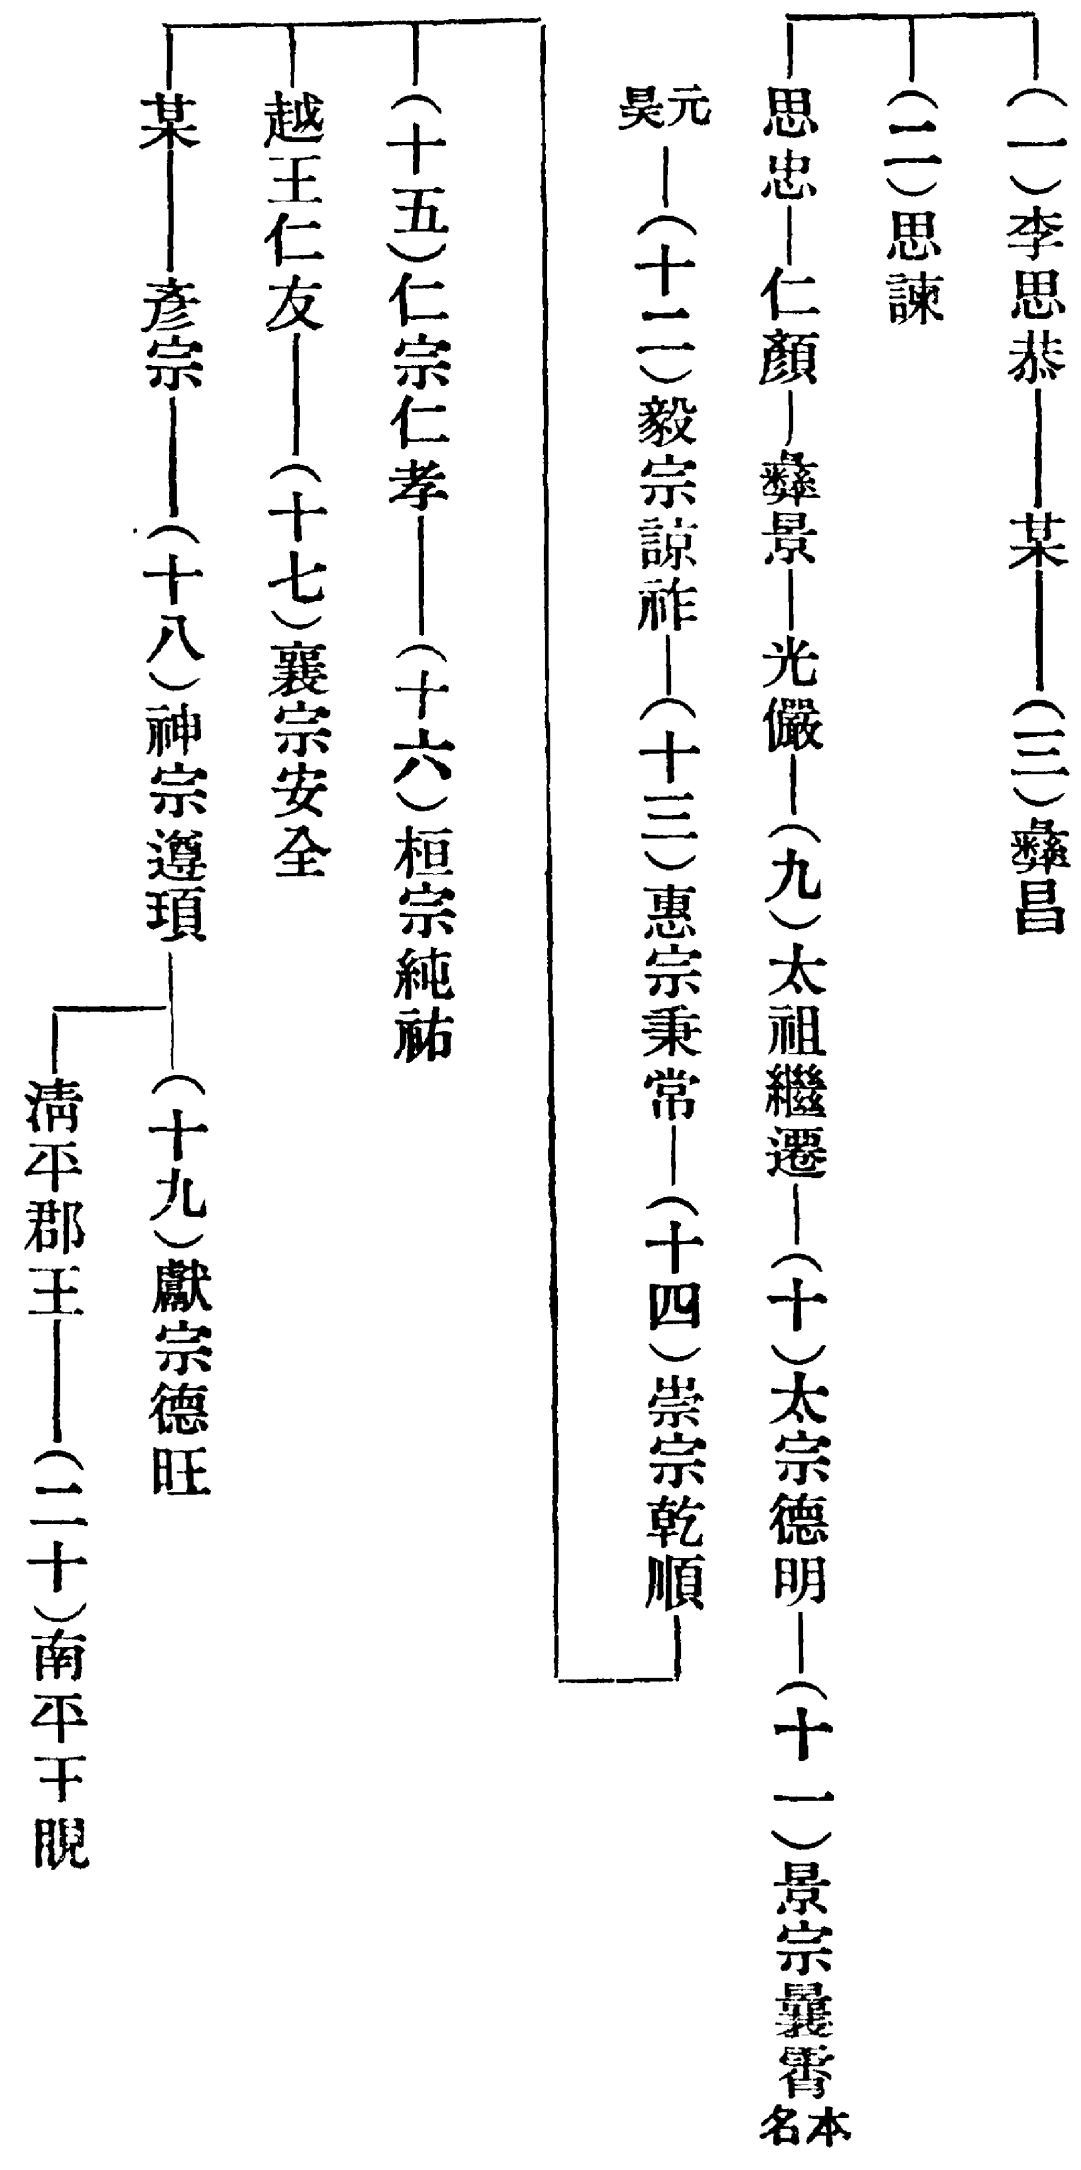 (一)李思恭 某 (三)彝昌
(二)思諫
思忠 仁顏 彝景 光儼 (九)太祖繼遷 (十)太宗德明 (十一)景宗曩霄 本名
元昊 (十二)毅宗諒祚 (十三)惠宗秉常 (十四)崇宗乾順
(十五)仁宗仁孝 (十六)桓宗純祐
越王仁友 (十七)襄宗安全
某 彥宗 (十八)神宗遵頊 (十九)獻宗德旺
清平郡王 (二十)南平王睍